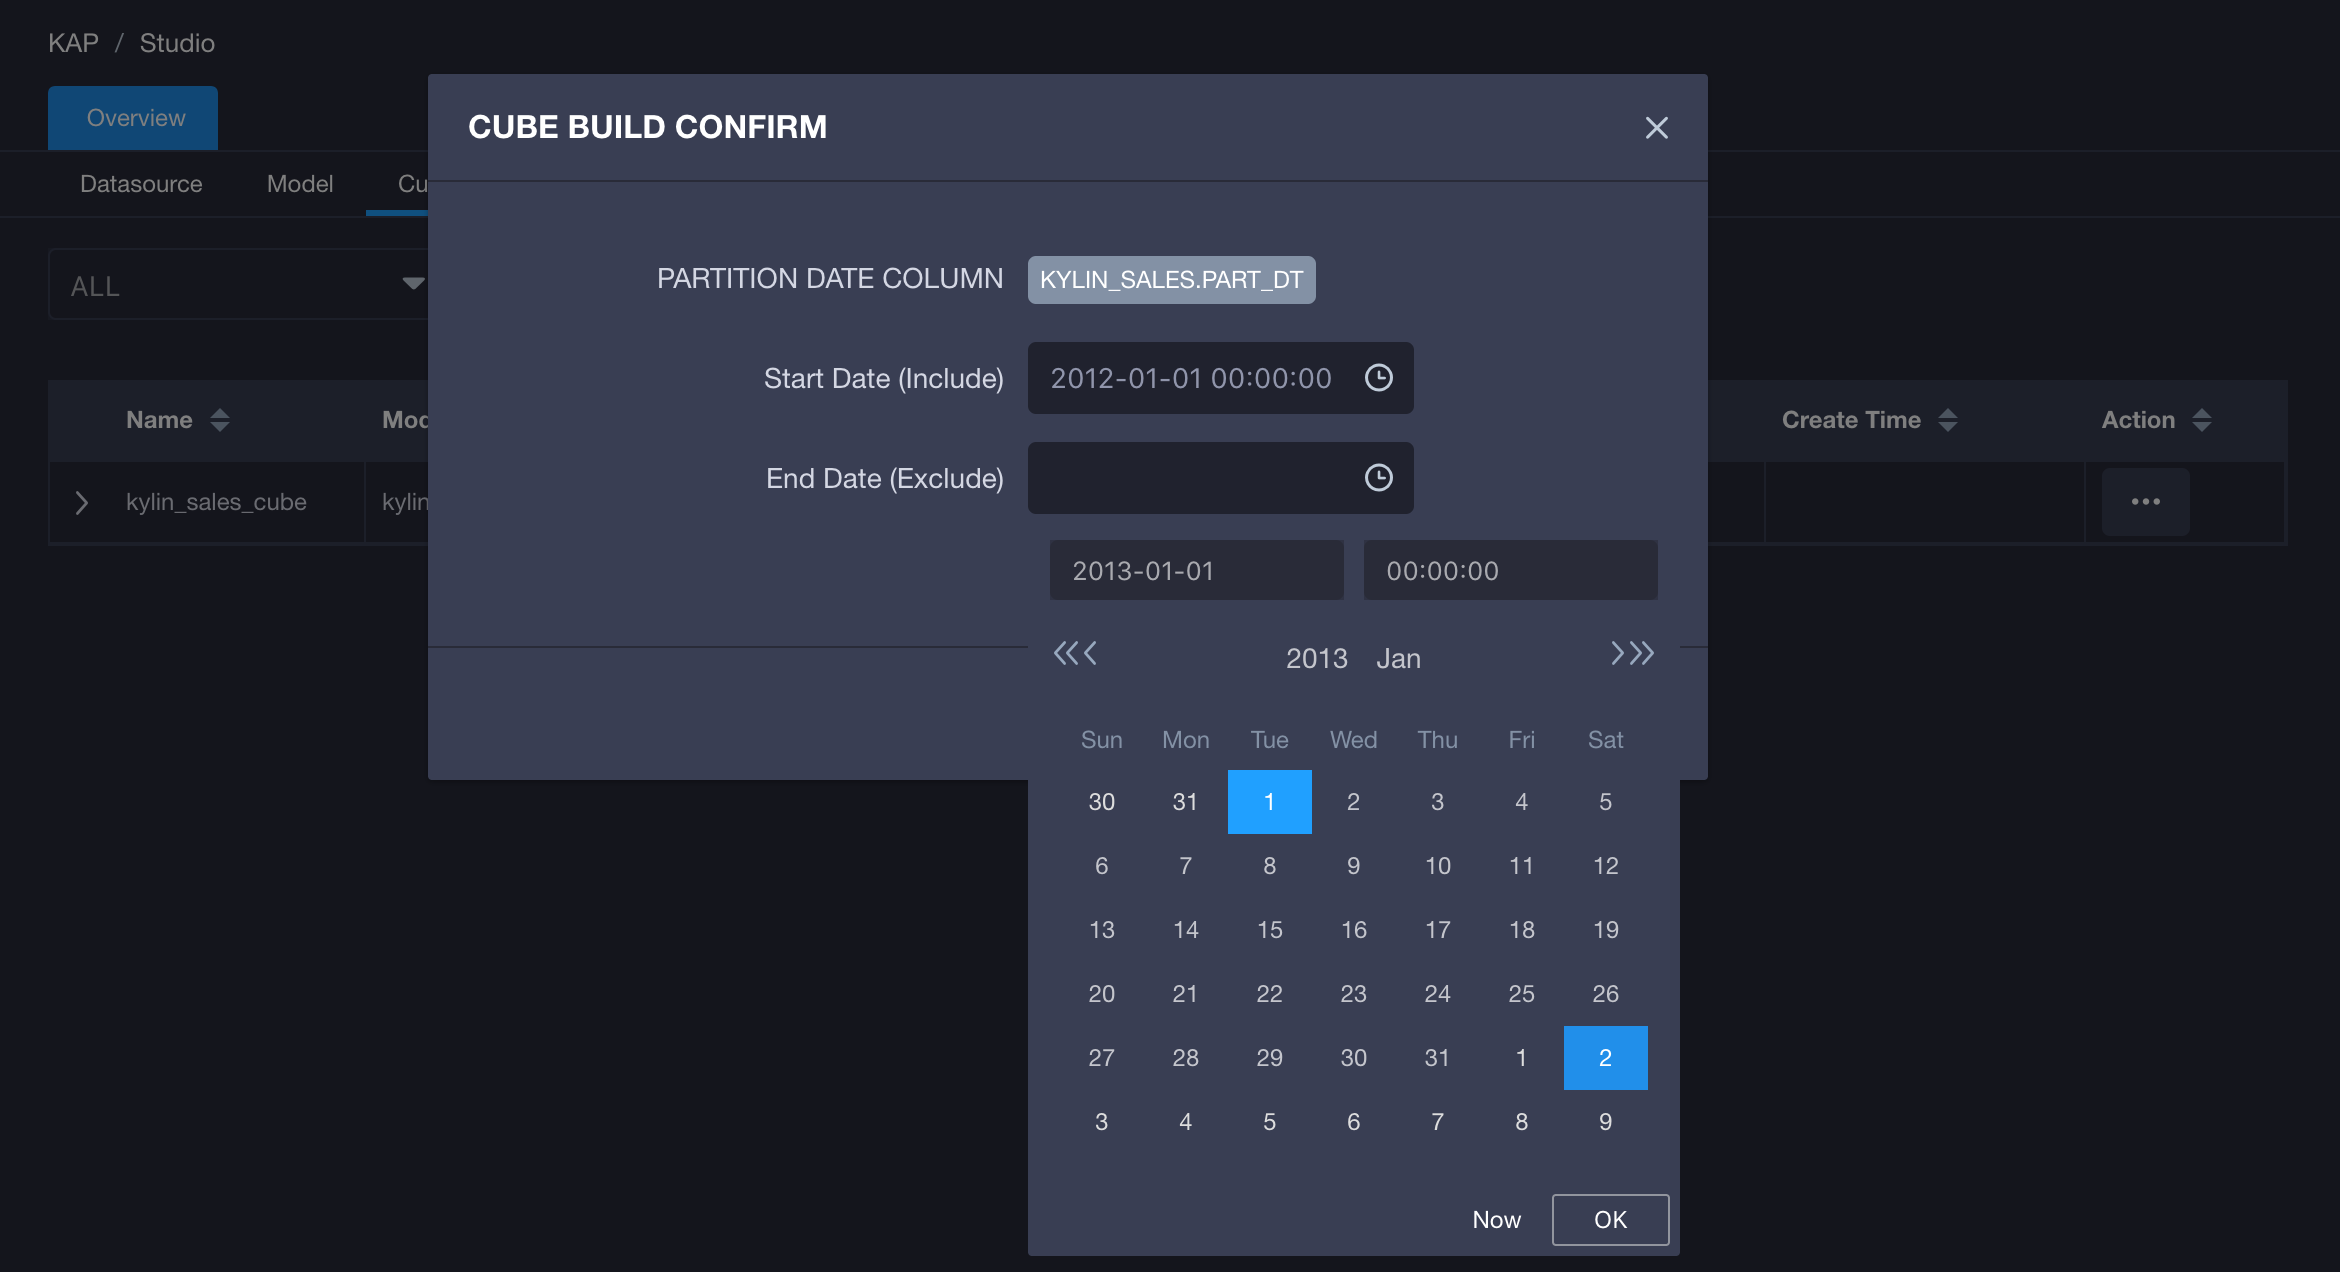 KAP / Studio
Overview
Datasource Model Cu
ALL
Name Mod Create Time Action
kylin_sales_cube kylin
CUBE BUILD CONFIRM
PARTITION DATE COLUMN KYLIN_SALES.PART_DT
Start Date (Include) 2012-01-01 00:00:00
End Date (Exclude)
2013-01-01 00:00:00
2013 Jan
Sun Mon Tue Wed Thu Fri Sat
30 31 1 2 3 4 5
6 7 8 9 10 11 12
13 14 15 16 17 18 19
20 21 22 23 24 25 26
27 28 29 30 31 1 2
3 4 5 6 7 8 9
Now OK